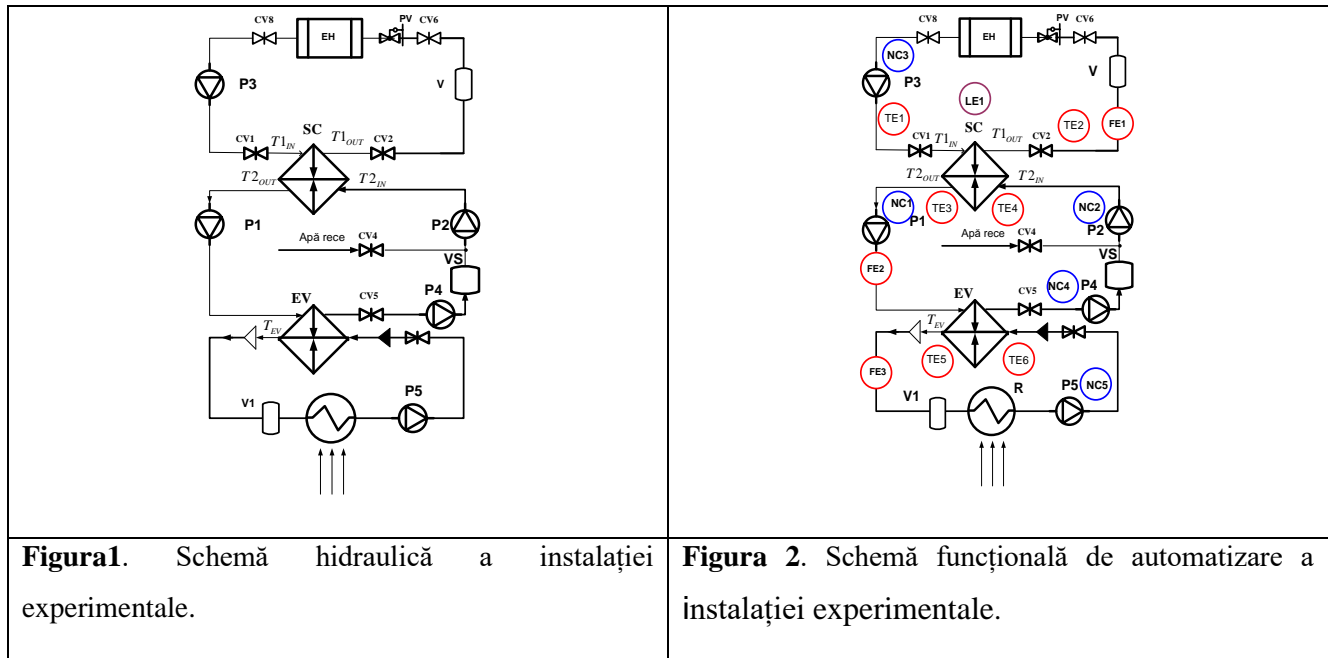 CV8 EH PV CV6
P3
V
CV1 T1IN SC T1OUT CV2
T2OUT T2IN
P1 P2
Apă rece CV4
VS
EV CV5 P4
TEV
V1 P5
Figura1. Schemă hidraulică a instalației
experimentale.
CV8 EH PV CV6
NC3
P3 V
LE1
TE1 TE2 FE1
CV1 T1IN SC T1OUT CV2
T2OUT T2IN
NC1 TE3 TE4 NC2
P1 P2
Apă rece CV4
VS
FE2
EV CV5 NC4 P4
TEV
FE3 TE5 TE6
V1 R P5 NC5
Figura 2. Schemă funcțională de automatizare a
instalației experimentale.